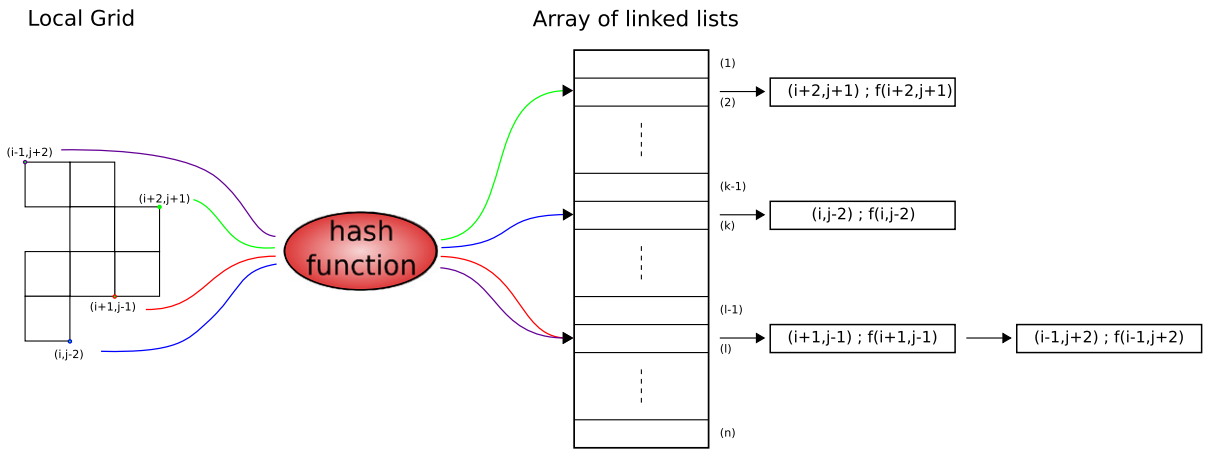 Local Grid
Array of linked lists
(1)
(i+2,j+1) ; f(i+2,j+1)
(2)
(i-1,j+2)
(k-1)
(i+2,j+1)
(i,j-2) ; f(i,j-2)
(k)
hash
function
(i+1,j-1)
(l-1)
(i+1,j-1) ; f(i+1,j-1)
(i-1,j+2) ; f(i-1,j+2)
(l)
(i,j-2)
(n)